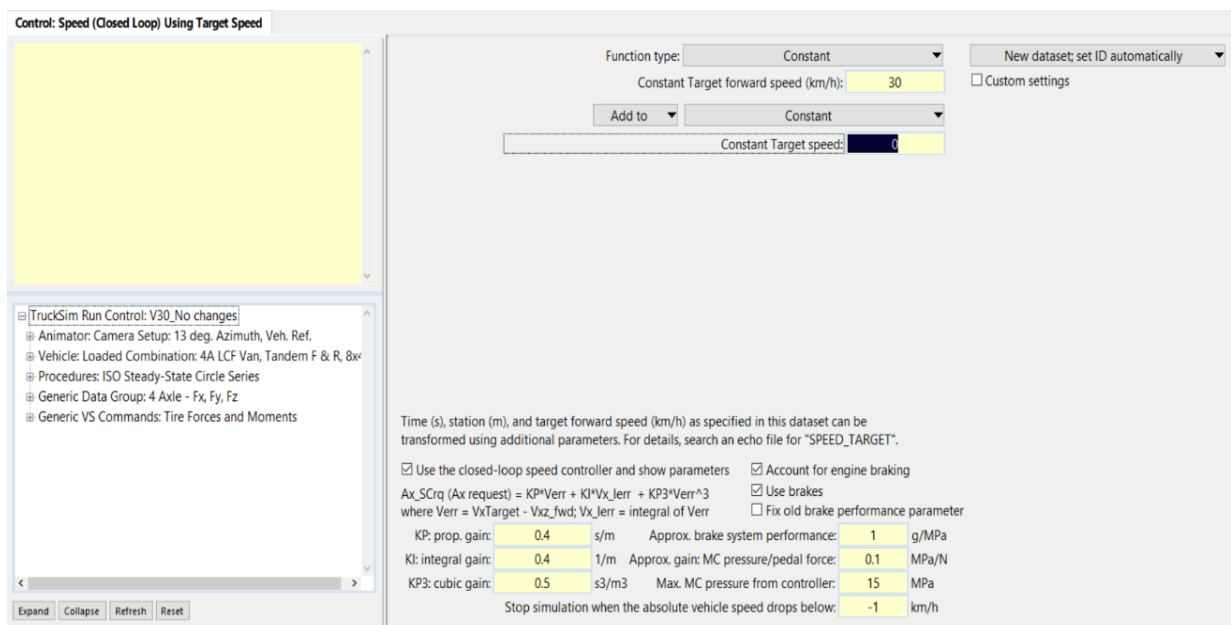 Control: Speed (Closed Loop) Using Target Speed
Function type: Constant New dataset; set ID automatically
Constant Target forward speed (km/h): 30 Custom settings
Add to Constant
Constant Target speed: 0
TruckSim Run Control: V30_No changes
Animator: Camera Setup: 13 deg. Azimuth, Veh. Ref.
Vehicle: Loaded Combination: 4A LCF Van, Tandem F & R, 8x4
Procedures: ISO Steady-State Circle Series
Generic Data Group: 4 Axle - Fx, Fy, Fz
Generic VS Commands: Tire Forces and Moments
Expand Collapse Refresh Reset
Time (s), station (m), and target forward speed (km/h) as specified in this dataset can be
transformed using additional parameters. For details, search an echo file for "SPEED_TARGET".
Use the closed-loop speed controller and show parameters Account for engine braking
Ax_SCrq (Ax request) = KP*Verr + KI*Vx_Ierr + KP3*Verr^3 Use brakes
where Verr = VxTarget - Vxz_fwd; Vx_Ierr = integral of Verr Fix old brake performance parameter
KP: prop. gain: 0.4 s/m Approx. brake system performance: 1 g/MPa
KI: integral gain: 0.4 1/m Approx. gain: MC pressure/pedal force: 0.1 MPa/N
KP3: cubic gain: 0.5 s3/m3 Max. MC pressure from controller: 15 MPa
Stop simulation when the absolute vehicle speed drops below: -1 km/h